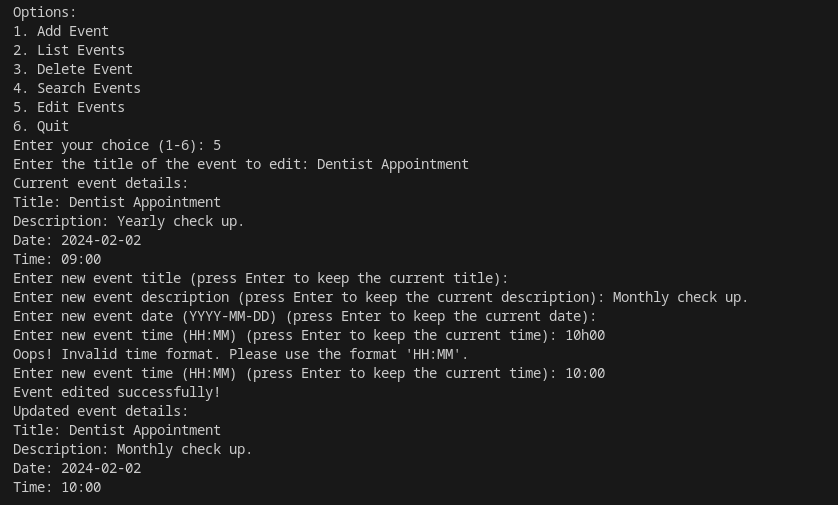 Options:
1. Add Event
2. List Events
3. Delete Event
4. Search Events
5. Edit Events
6. Quit
Enter your choice (1-6): 5
Enter the title of the event to edit: Dentist Appointment
Current event details:
Title: Dentist Appointment
Description: Yearly check up.
Date: 2024-02-02
Time: 09:00
Enter new event title (press Enter to keep the current title):
Enter new event description (press Enter to keep the current description): Monthly check up.
Enter new event date (YYYY-MM-DD) (press Enter to keep the current date):
Enter new event time (HH:MM) (press Enter to keep the current time): 10h00
Oops! Invalid time format. Please use the format 'HH:MM'.
Enter new event time (HH:MM) (press Enter to keep the current time): 10:00
Event edited successfully!
Updated event details:
Title: Dentist Appointment
Description: Monthly check up.
Date: 2024-02-02
Time: 10:00